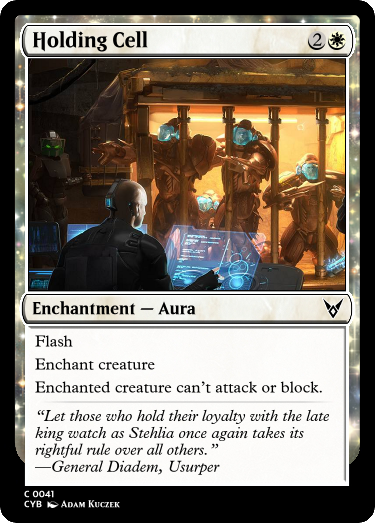 Holding Cell 2
Enchantment — Aura
Flash
Enchant creature
Enchanted creature can't attack or block.
“Let those who hold their loyalty with the late
king watch as Stehlia once again takes its
rightful rule over all others.”
—General Diadem, Usurper
C 0041
CYB Adam Kuczek